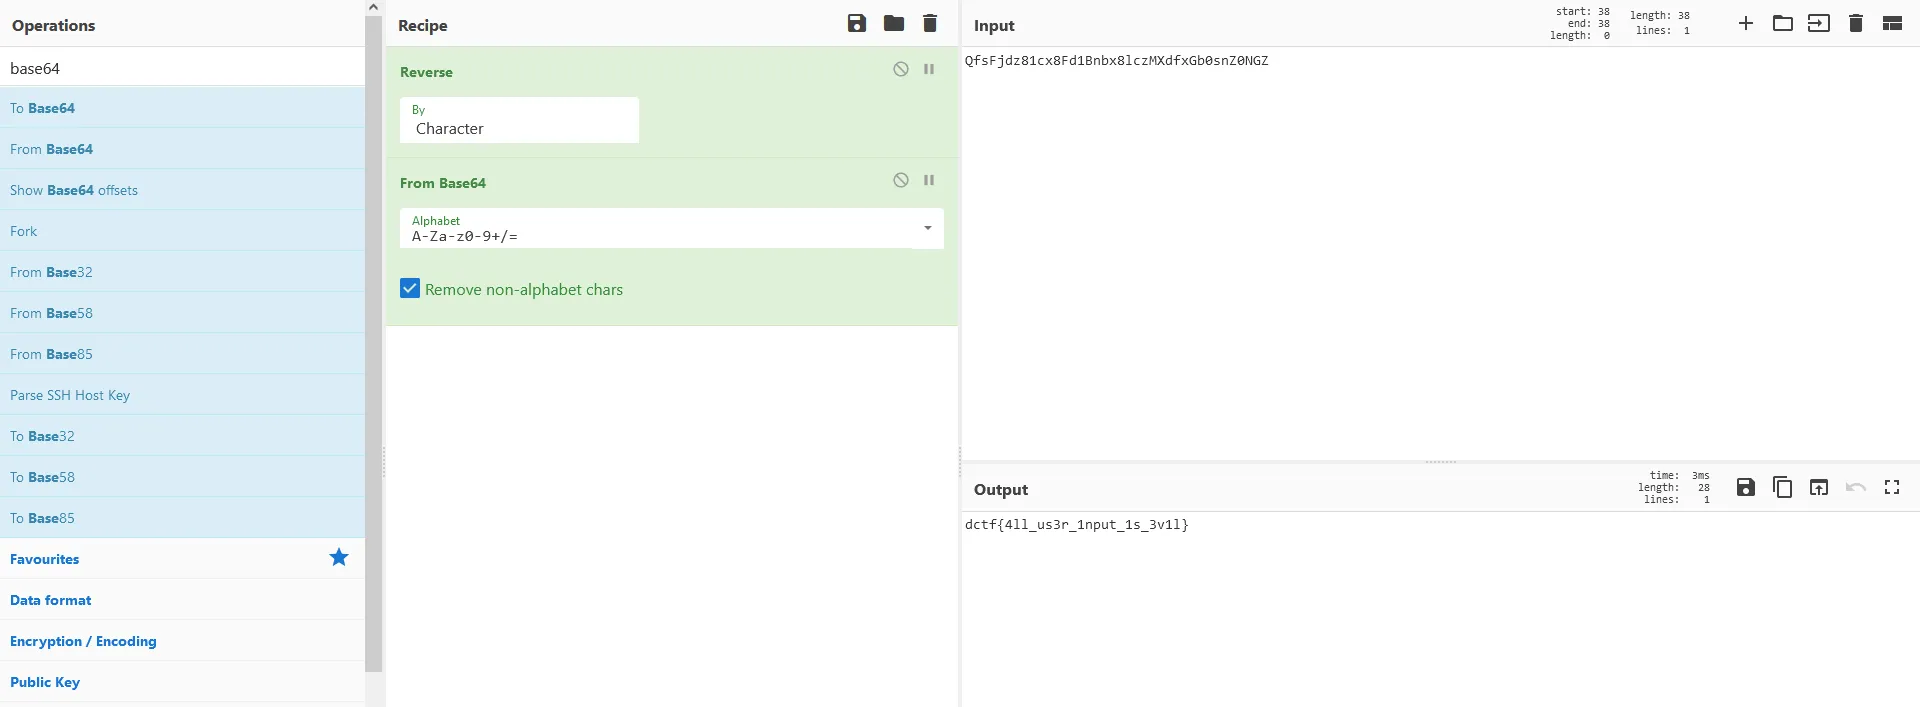 Operations
base64
To Base64
From Base64
Show Base64 offsets
Fork
From Base32
From Base58
From Base85
Parse SSH Host Key
To Base32
To Base58
To Base85
Favourites
Data format
Encryption / Encoding
Public Key
Recipe
Reverse
By
Character
From Base64
Alphabet
A-Za-z0-9+/=
Remove non-alphabet chars
Input
start: 38
end: 38
length: 0
length: 38
lines: 1
QfsFjdz81cx8Fd1Bnbx8lczMXdfxGb0snZ0NGZ
Output
time: 3ms
length: 28
lines: 1
dctf{4ll_us3r_1nput_1s_3v1l}